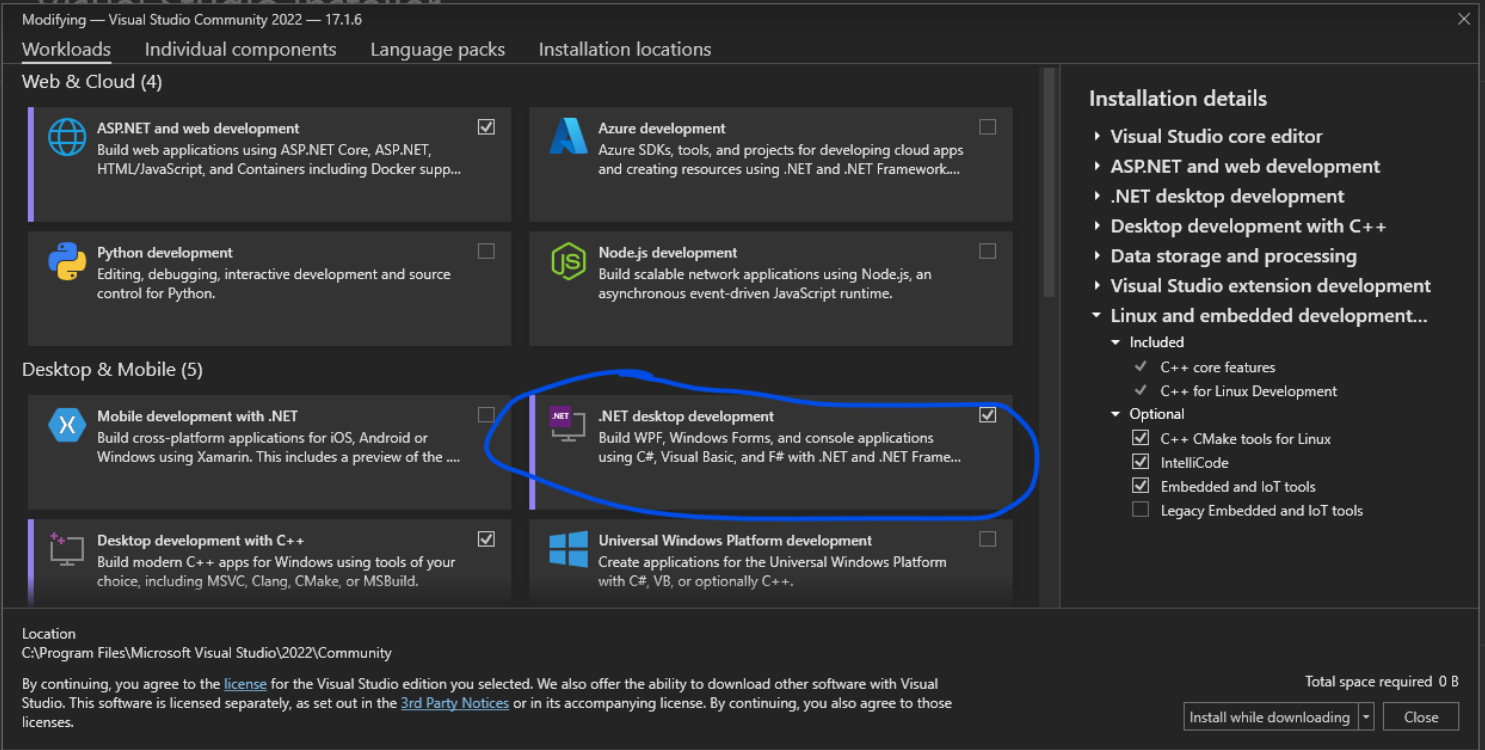 Visual Studio Installer
Modifying — Visual Studio Community 2022 — 17.1.6
Workloads
Individual components
Language packs
Installation locations
Web & Cloud (4)
ASP.NET and web development
Build web applications using ASP.NET Core, ASP.NET,
HTML/JavaScript, and Containers including Docker supp...
Azure development
Azure SDKs, tools, and projects for developing cloud apps
and creating resources using .NET and .NET Framework....
Python development
Editing, debugging, interactive development and source
control for Python.
Node.js development
Build scalable network applications using Node.js, an
asynchronous event-driven JavaScript runtime.
Desktop & Mobile (5)
Mobile development with .NET
Build cross-platform applications for iOS, Android or
Windows using Xamarin. This includes a preview of the ....
.NET
.NET desktop development
Build WPF, Windows Forms, and console applications
using C#, Visual Basic, and F# with .NET and .NET Frame...
Desktop development with C++
Build modern C++ apps for Windows using tools of your
choice, including MSVC, Clang, CMake, or MSBuild.
Universal Windows Platform development
Create applications for the Universal Windows Platform
with C#, VB, or optionally C++.
Installation details
Visual Studio core editor
ASP.NET and web development
.NET desktop development
Desktop development with C++
Data storage and processing
Visual Studio extension development
Linux and embedded development...
Included
C++ core features
C++ for Linux Development
Optional
C++ CMake tools for Linux
IntelliCode
Embedded and IoT tools
Legacy Embedded and IoT tools
Location
C:\Program Files\Microsoft Visual Studio\2022\Community
By continuing, you agree to the license for the Visual Studio edition you selected. We also offer the ability to download other software with Visual
Studio. This software is licensed separately, as set out in the 3rd Party Notices or in its accompanying license. By continuing, you also agree to those
licenses.
Total space required 0 B
Install while downloading
Close